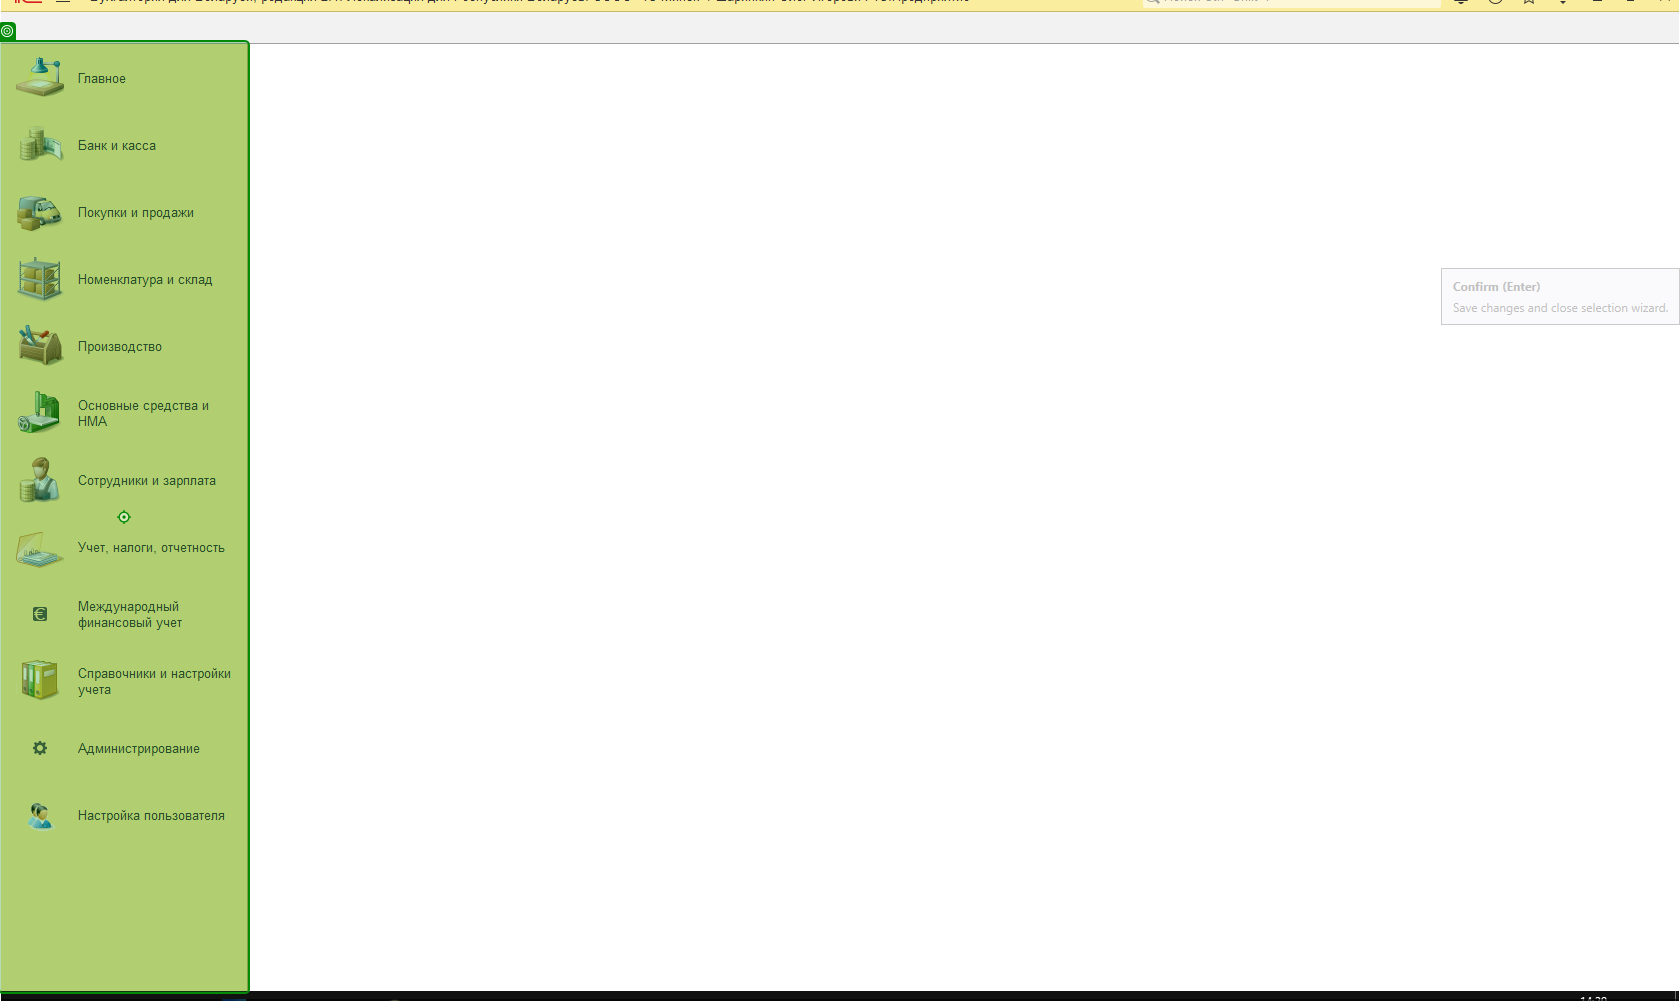 Главное
Банк и касса
Покупки и продажи
Номенклатура и склад
Confirm (Enter)
Save changes and close selection wizard.
Производство
Основные средства и
НМА
Сотрудники и зарплата
Учет, налоги, отчетность
Международный
финансовый учет
Справочники и настройки
учета
Администрирование
Настройка пользователя